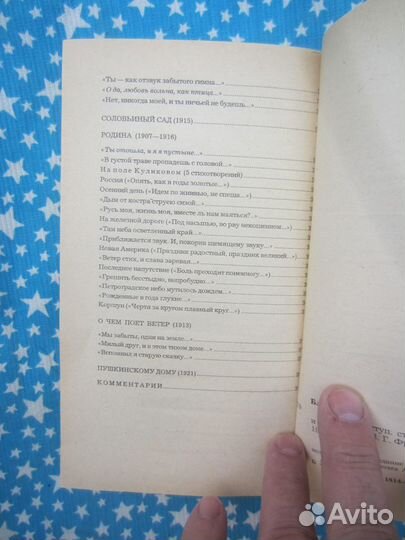 «Ты — как отзвук забытого гимна...»
«О да, любовь вольна, как птица...»
«Нет, никогда моей, и ты ничьей не будешь...»
СОЛОВЬИНЫЙ САД (1915)
РОДИНА (1907—1916)
«Ты отошла, и я в пустыне...»
«В густой траве пропадешь с головой...»
На поле Куликовом (5 стихотворений)
Россия («Опять, как в годы золотые...»)
Осенний день («Идем по жнивью, не спеша...»)
«Дым от костра струею сизой...»
«Русь моя, жизнь моя, вместе ль нам маяться?..»
На железной дороге («Под насыпью, во рву некошенном...»)
«Там неба осветленный край...»
«Приближается звук. И, покорна щемящему звуку...»
Новая Америка («Праздник радостный, праздник великий...»)
«Ветер стих, и слава заревая...»
Последнее напутствие («Боль проходит понемногу...»)
«Грешить бесстыдно, непробудно...»
«Петроградское небо мутилось дождем...»
«Рожденные в года глухие...»
Коршун («Чертя за кругом плавный круг...»)
О ЧЕМ ПОЕТ ВЕТЕР (1913)
«Мы забыты, одни на земле...»
«Милый друг, и в этом тихом доме...»
«Вспомнил я старую сказку...»
ПУШКИНСКОМУ ДОМУ (1921)
КОММЕНТАРИИ
Avito